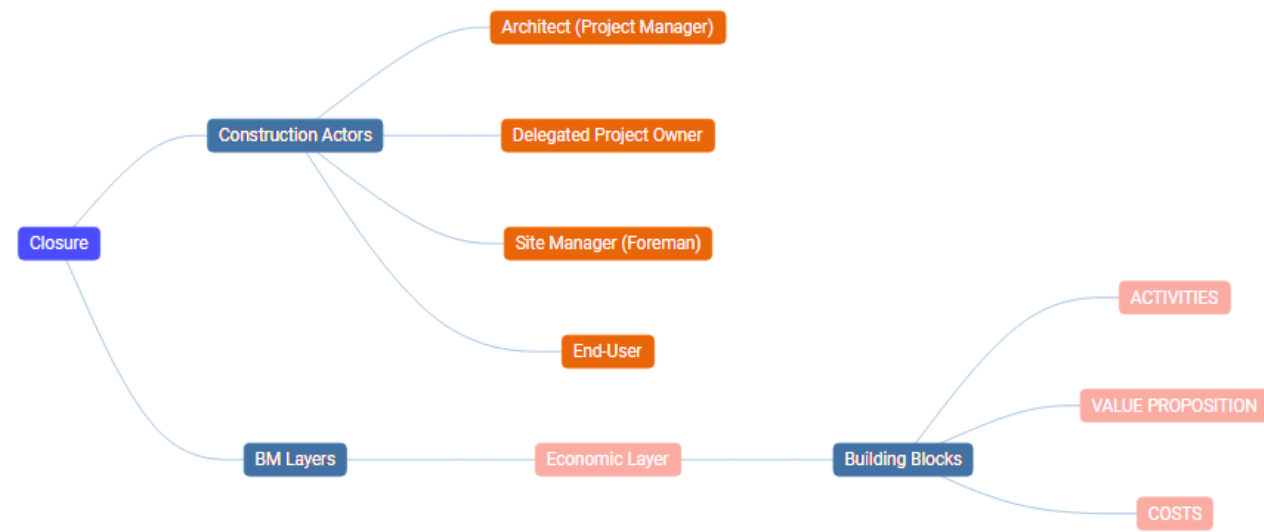 Architect (Project Manager)
Construction Actors
Delegated Project Owner
Closure
Site Manager (Foreman)
ACTIVITIES
End-User
VALUE PROPOSITION
BM Layers
Economic Layer
Building Blocks
COSTS